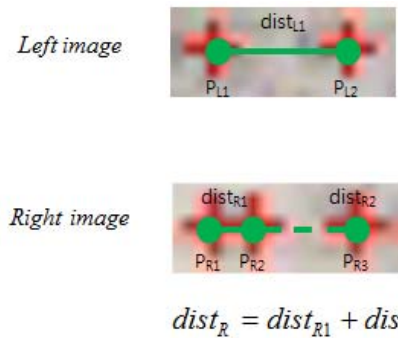 dist_L1
Left image
P_L1 P_L2
dist_R1 dist_R2
Right image
P_R1 P_R2 P_R3
dist_R = dist_R1 + dis